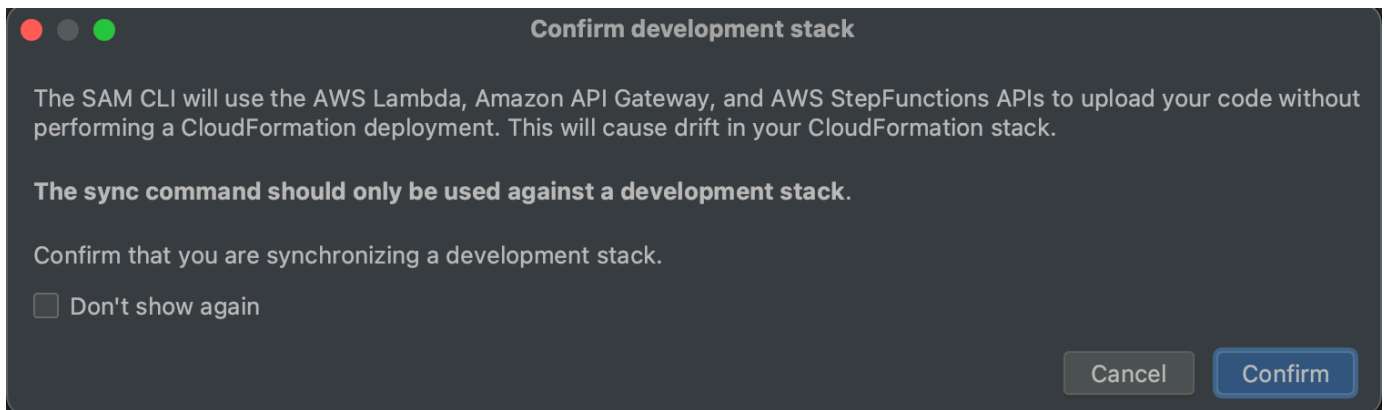 Confirm development stack
The SAM CLI will use the AWS Lambda, Amazon API Gateway, and AWS StepFunctions APIs to upload your code without
performing a CloudFormation deployment. This will cause drift in your CloudFormation stack.
The sync command should only be used against a development stack.
Confirm that you are synchronizing a development stack.
Don't show again
Cancel
Confirm